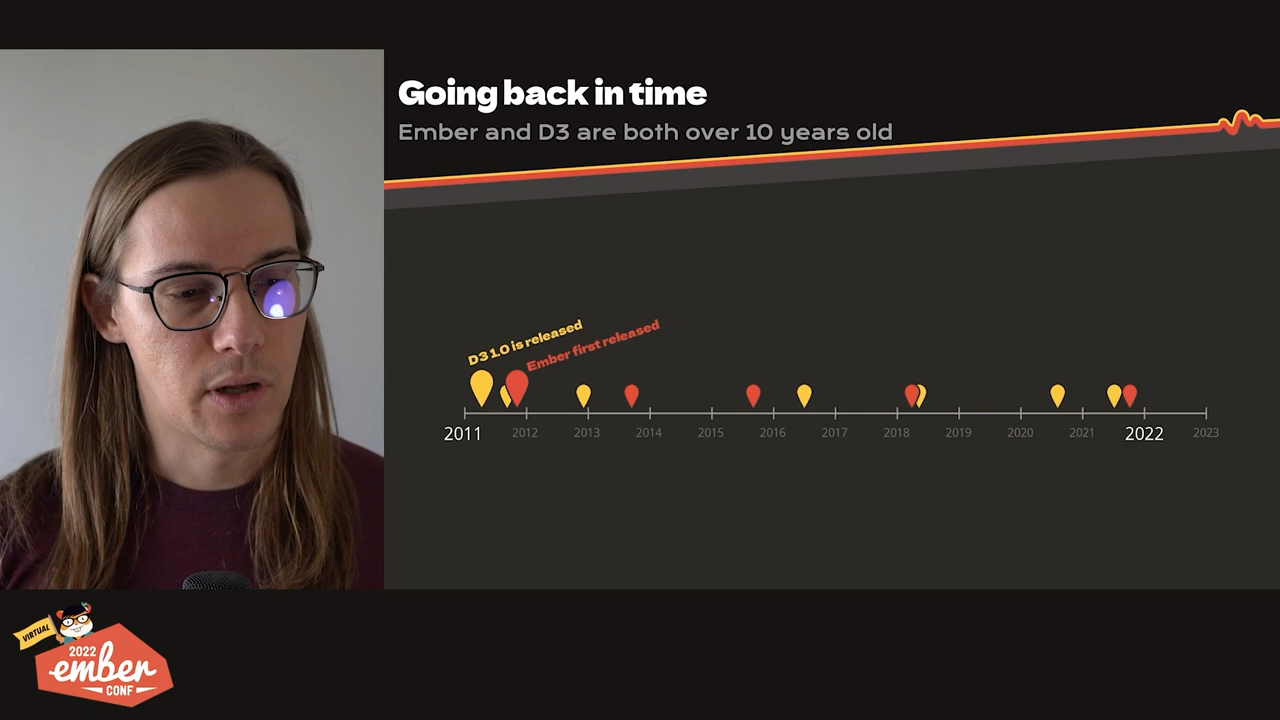 Going back in time
Ember and D3 are both over 10 years old
D3 1.0 is released
Ember first released
2011 2012 2013 2014 2015 2016 2017 2018 2019 2020 2021 2022 2023
VIRTUAL
2022
ember
CONF